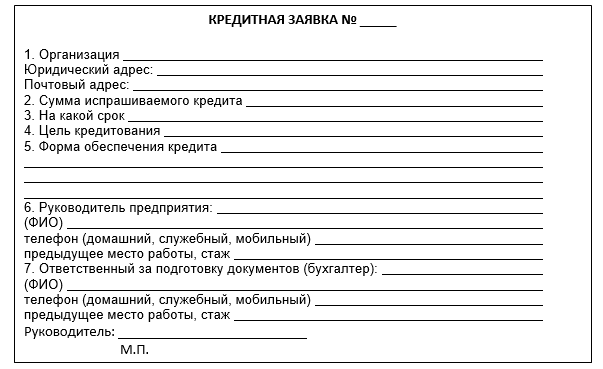 КРЕДИТНАЯ ЗАЯВКА № _____
1. Организация
Юридический адрес:
Почтовый адрес:
2. Сумма испрашиваемого кредита
3. На какой срок
4. Цель кредитования
5. Форма обеспечения кредита
6. Руководитель предприятия:
(ФИО)
телефон (домашний, служебный, мобильный)
предыдущее место работы, стаж
7. Ответственный за подготовку документов (бухгалтер):
(ФИО)
телефон (домашний, служебный, мобильный)
предыдущее место работы, стаж
Руководитель:
М.П.